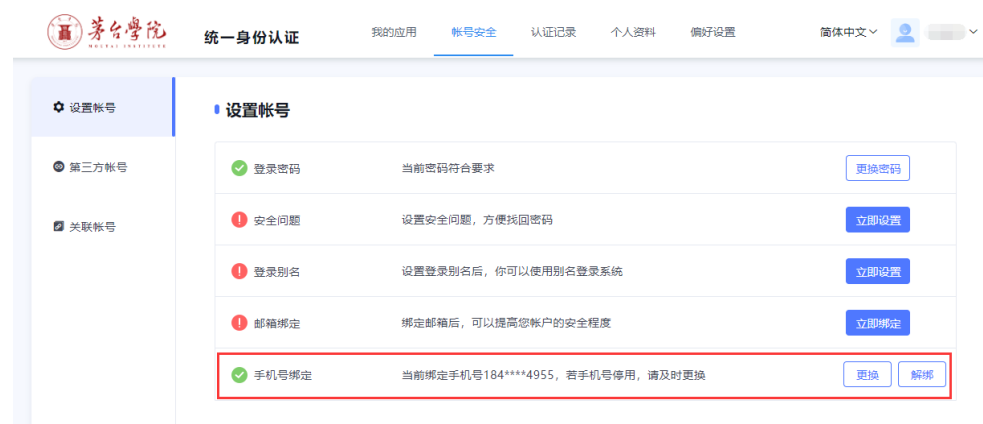 茅台学院
MOUTAI INSTITUTE
统一身份认证 我的应用 帐号安全 认证记录 个人资料 偏好设置 简体中文
设置帐号
第三方帐号
关联帐号
设置帐号
登录密码 当前密码符合要求 更换密码
安全问题 设置安全问题，方便找回密码 立即设置
登录别名 设置登录别名后，你可以使用别名登录系统 立即设置
邮箱绑定 绑定邮箱后，可以提高您帐户的安全程度 立即绑定
手机号绑定 当前绑定手机号184****4955，若手机号停用，请及时更换 更换 解绑